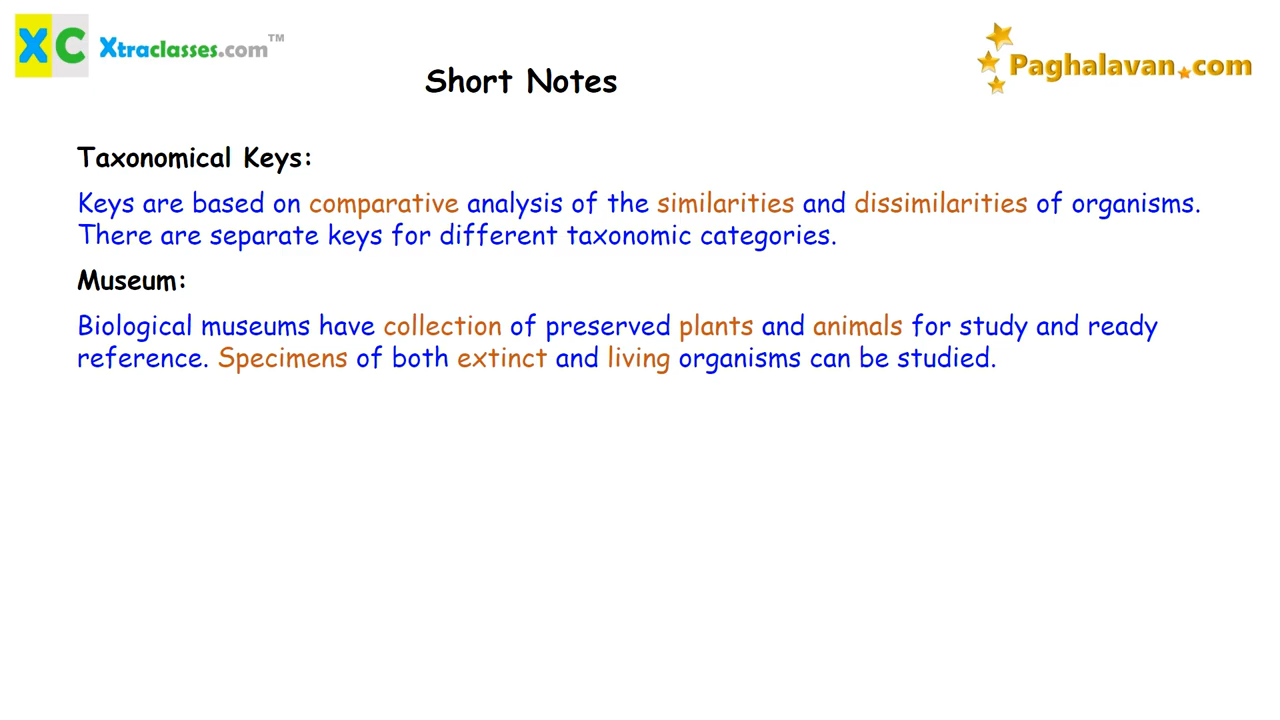 XC Xtraclasses.com™
Paghalavan.com
Short Notes
Taxonomical Keys:
Keys are based on comparative analysis of the similarities and dissimilarities of organisms.
There are separate keys for different taxonomic categories.
Museum:
Biological museums have collection of preserved plants and animals for study and ready
reference. Specimens of both extinct and living organisms can be studied.